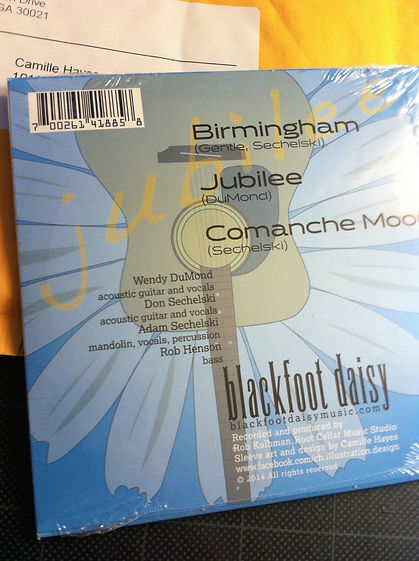 Drive
GA 30021
Camille Hayes
7 00261 41885 8
jubilee
Birmingham
(Gentle, Sechelski)
Jubilee
(DuMond)
Comanche Moon
(Sechelski)
Wendy DuMond
acoustic guitar and vocals
Don Sechelski
acoustic guitar and vocals
Adam Sechelski
mandolin, vocals, percussion
Rob Henson
bass
blackfoot daisy
blackfootdaisymusic.com
Recorded and produced by
Rob Kulhman, Root Cellar Music Studio
Sleeve art and design by Camille Hayes
www.facebook.com/ch.illustration.design
© 2014 All rights reserved